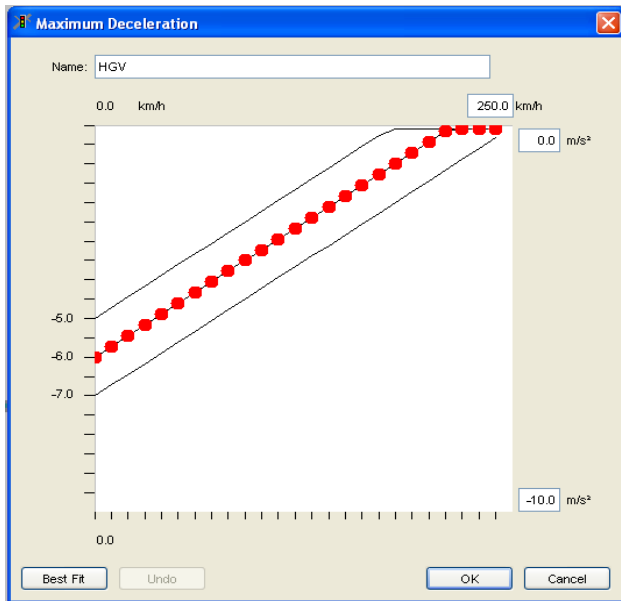 Maximum Deceleration
Name: HGV
0.0 km/h 250.0 km/h
0.0 m/s²
-5.0
-6.0
-7.0
-10.0 m/s²
0.0
Best Fit Undo OK Cancel